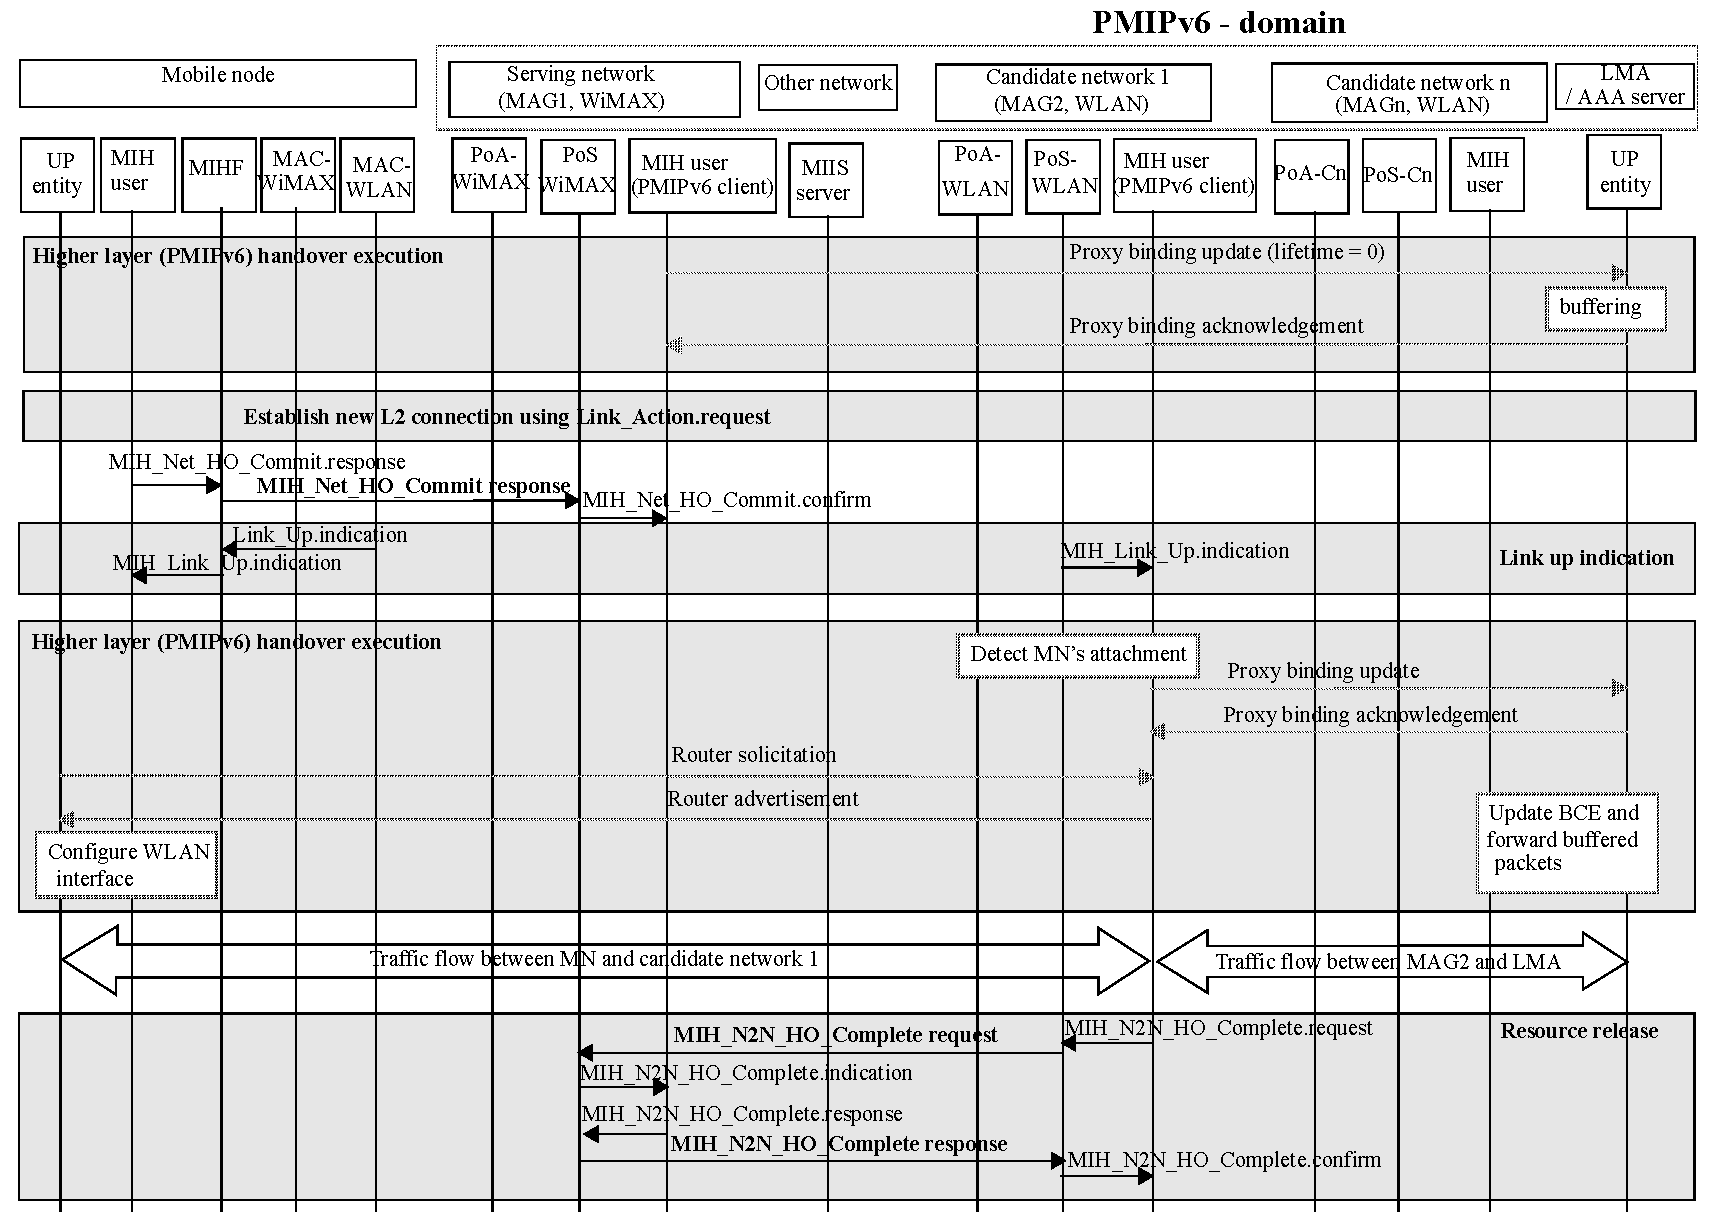 PMIPv6 - domain
Mobile node
Serving network
(MAG1, WiMAX)
Other network
Candidate network 1
(MAG2, WLAN)
Candidate network n
(MAGn, WLAN)
LMA
/ AAA server
UP
entity
MIH
user
MIHF
MAC-
WiMAX
MAC-
WLAN
PoA-
WiMAX
PoS
WiMAX
MIH user
(PMIPv6 client)
MIIS
server
PoA-
WLAN
PoS-
WLAN
MIH user
(PMIPv6 client)
PoA-Cn
PoS-Cn
MIH
user
UP
entity
Higher layer (PMIPv6) handover execution
Proxy binding update (lifetime = 0)
buffering
Proxy binding acknowledgement
Establish new L2 connection using Link_Action.request
MIH_Net_HO_Commit.response
MIH_Net_HO_Commit response
MIH_Net_HO_Commit.confirm
Link_Up.indication
MIH_Link_Up.indication
MIH_Link_Up.indication
Link up indication
Higher layer (PMIPv6) handover execution
Detect MN's attachment
Proxy binding update
Proxy binding acknowledgement
Router solicitation
Router advertisement
Configure WLAN
interface
Update BCE and
forward buffered
packets
Traffic flow between MN and candidate network 1
Traffic flow between MAG2 and LMA
MIH_N2N_HO_Complete request
MIH_N2N_HO_Complete.request
Resource release
MIH_N2N_HO_Complete.indication
MIH_N2N_HO_Complete.response
MIH_N2N_HO_Complete response
MIH_N2N_HO_Complete.confirm